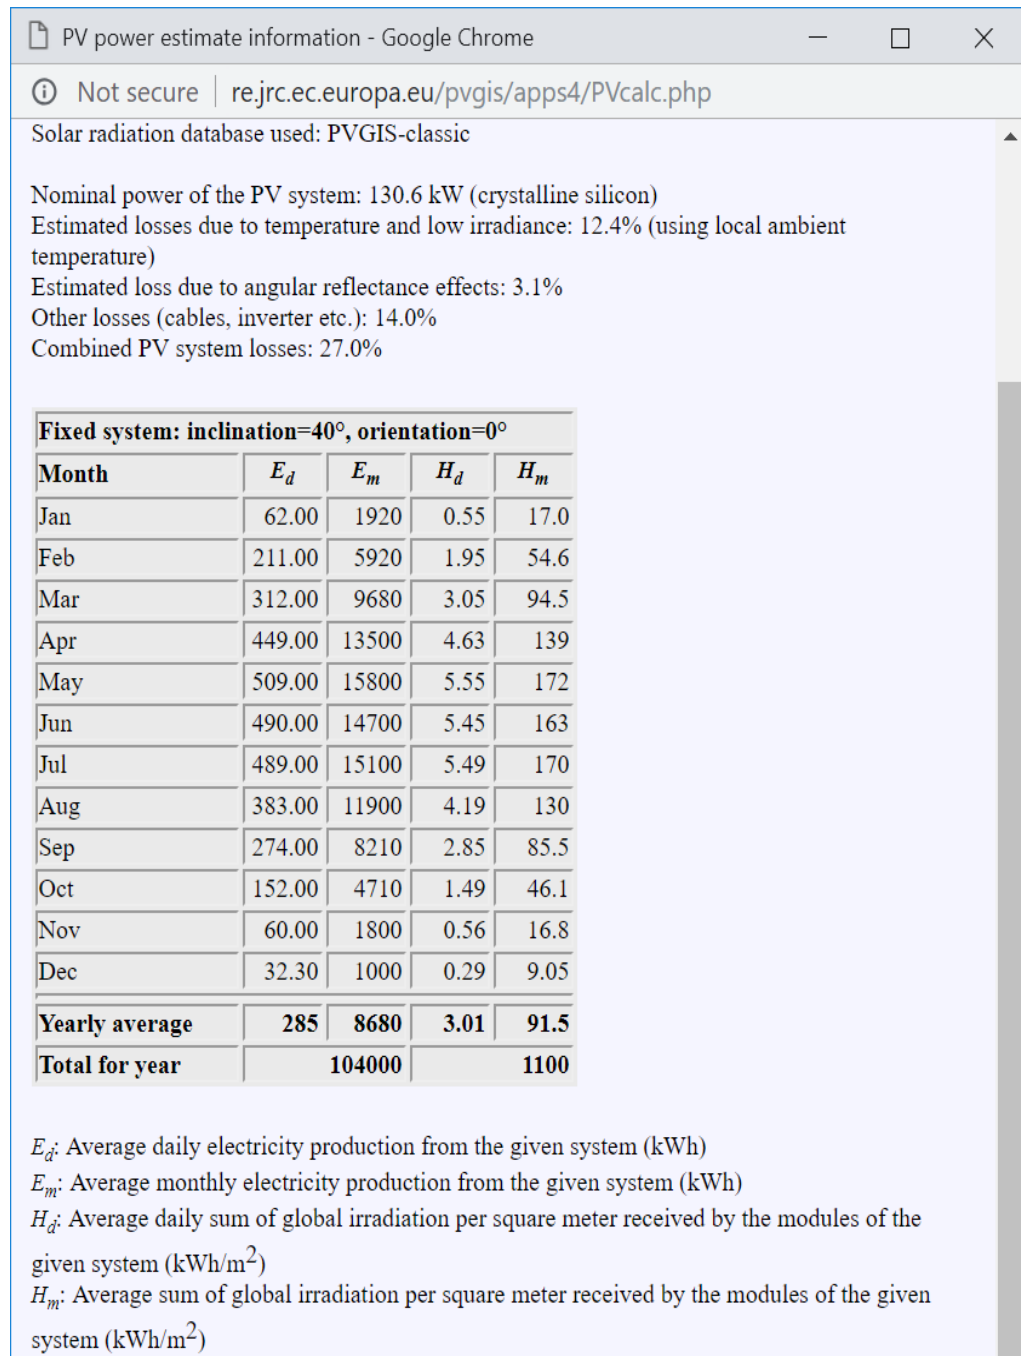 PV power estimate information - Google Chrome
Not secure | re.jrc.ec.europa.eu/pvgis/apps4/PVcalc.php
Solar radiation database used: PVGIS-classic
Nominal power of the PV system: 130.6 kW (crystalline silicon)
Estimated losses due to temperature and low irradiance: 12.4% (using local ambient
temperature)
Estimated loss due to angular reflectance effects: 3.1%
Other losses (cables, inverter etc.): 14.0%
Combined PV system losses: 27.0%
Fixed system: inclination=40°, orientation=0°
Month Ed Em Hd Hm
Jan 62.00 1920 0.55 17.0
Feb 211.00 5920 1.95 54.6
Mar 312.00 9680 3.05 94.5
Apr 449.00 13500 4.63 139
May 509.00 15800 5.55 172
Jun 490.00 14700 5.45 163
Jul 489.00 15100 5.49 170
Aug 383.00 11900 4.19 130
Sep 274.00 8210 2.85 85.5
Oct 152.00 4710 1.49 46.1
Nov 60.00 1800 0.56 16.8
Dec 32.30 1000 0.29 9.05
Yearly average 285 8680 3.01 91.5
Total for year 104000 1100
Ed: Average daily electricity production from the given system (kWh)
Em: Average monthly electricity production from the given system (kWh)
Hd: Average daily sum of global irradiation per square meter received by the modules of the
given system (kWh/m2)
Hm: Average sum of global irradiation per square meter received by the modules of the given
system (kWh/m2)